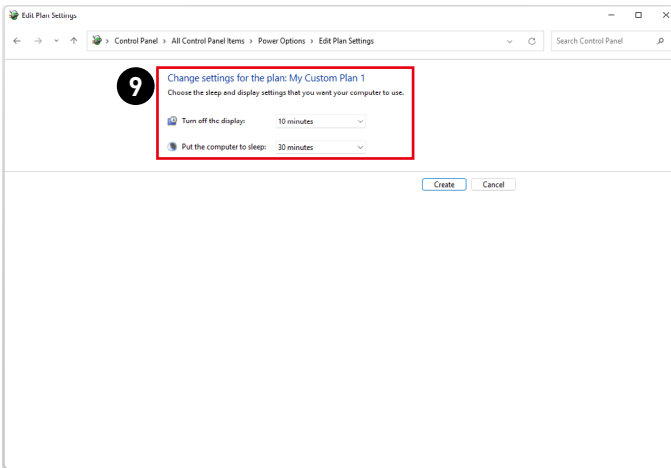 Edit Plan Settings
Control Panel > All Control Panel Items > Power Options > Edit Plan Settings
Search Control Panel
9
Change settings for the plan: My Custom Plan 1
Choose the sleep and display settings that you want your computer to use.
Turn off the display: 10 minutes
Put the computer to sleep: 30 minutes
Create Cancel